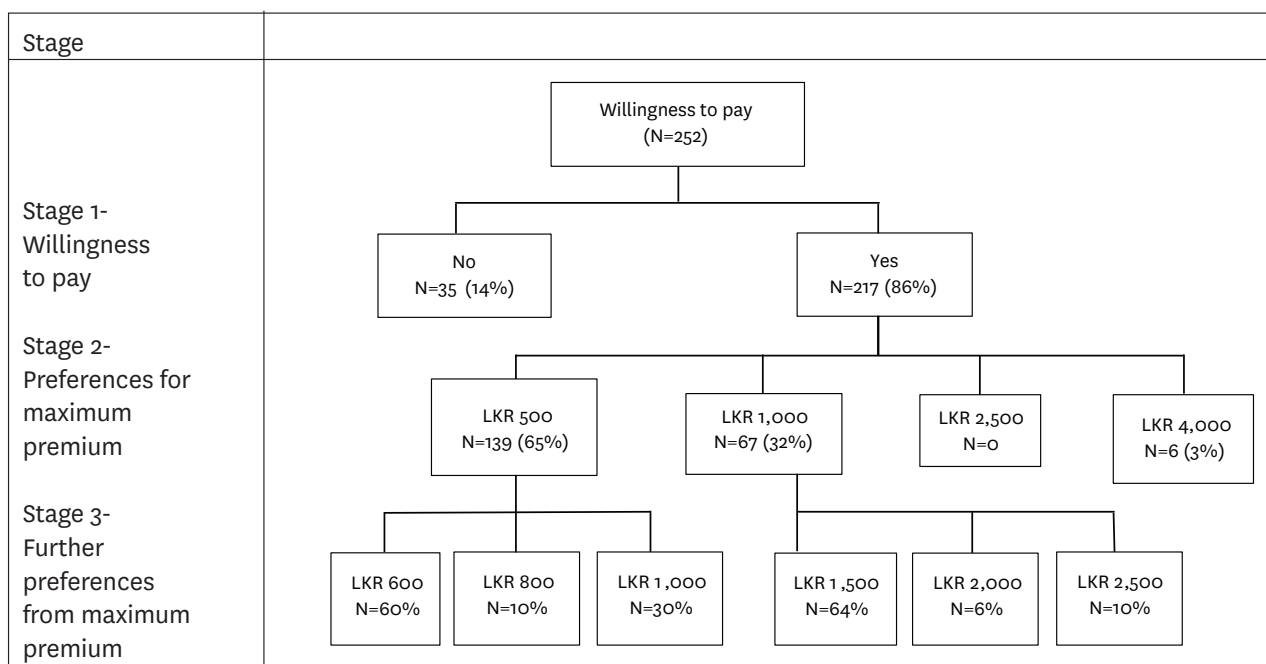 Stage
Willingness to pay
(N=252)
Stage 1-
Willingness
to pay
No
N=35 (14%)
Yes
N=217 (86%)
Stage 2-
Preferences for
maximum
premium
LKR 500
N=139 (65%)
LKR 1,000
N=67 (32%)
LKR 2,500
N=0
LKR 4,000
N=6 (3%)
Stage 3-
Further
preferences
from maximum
premium
LKR 600
N=60%
LKR 800
N=10%
LKR 1,000
N=30%
LKR 1,500
N=64%
LKR 2,000
N=6%
LKR 2,500
N=10%